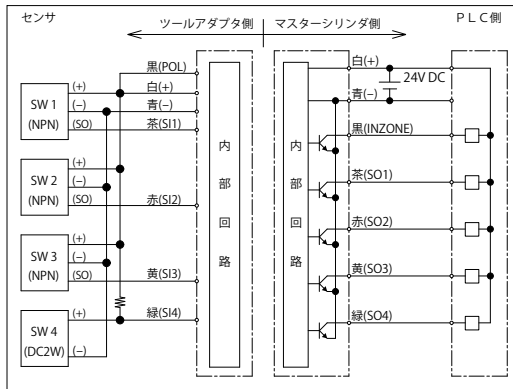 センサ
ツールアダプタ側
マスターシリンダ側
PLC側
黒(POL)
白(+)
青(−)
茶(SI1)
赤(SI2)
黄(SI3)
緑(SI4)
SW 1
(NPN)
(+)
(−)
(SO)
SW 2
(NPN)
(+)
(−)
(SO)
SW 3
(NPN)
(+)
(−)
(SO)
SW 4
(DC2W)
(+)
(−)
内部回路
内部回路
白(+)
24V DC
青(−)
黒(INZONE)
茶(SO1)
赤(SO2)
黄(SO3)
緑(SO4)